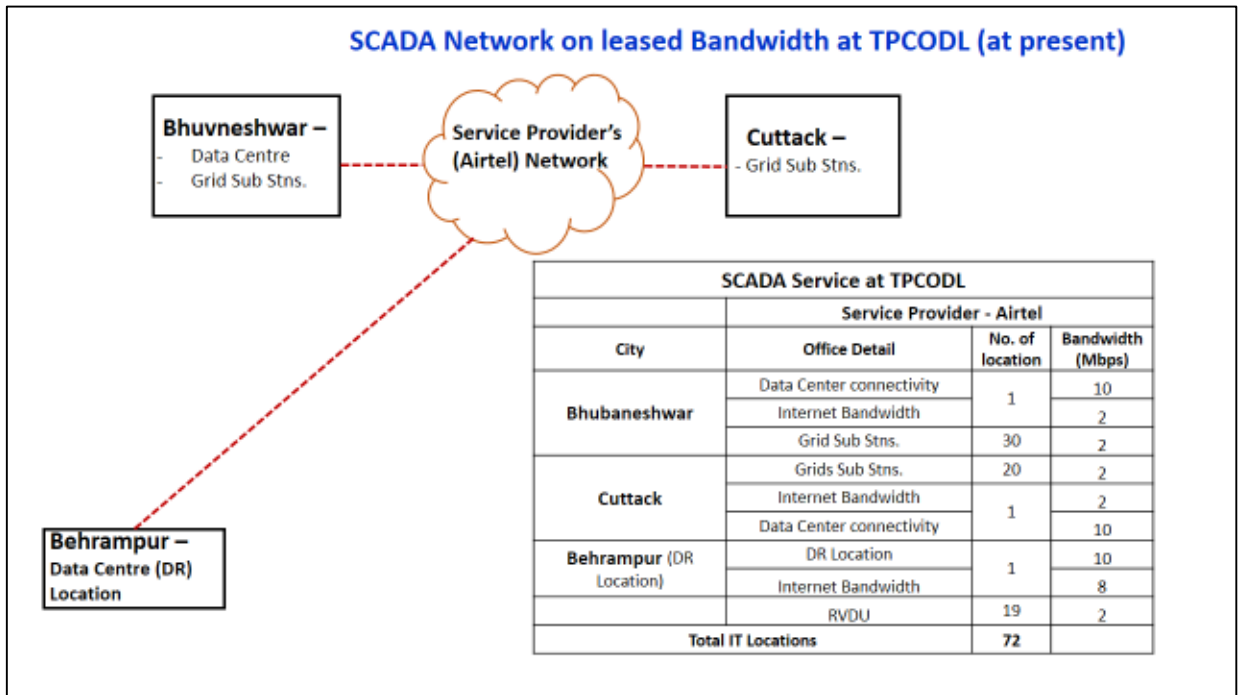 SCADA Network on leased Bandwidth at TPCODL (at present)
Bhuvneshwar –
- Data Centre
- Grid Sub Stns.
Service Provider's
(Airtel) Network
Cuttack –
- Grid Sub Stns.
Behrampur –
Data Centre (DR)
Location
SCADA Service at TPCODL
Service Provider - Airtel
City Office Detail No. of location Bandwidth (Mbps)
Bhubaneshwar Data Center connectivity 1 10
Internet Bandwidth 2
Grid Sub Stns. 30 2
Cuttack Grids Sub Stns. 20 2
Internet Bandwidth 1 2
Data Center connectivity 10
Behrampur (DR Location) DR Location 1 10
Internet Bandwidth 8
RVDU 19 2
Total IT Locations 72